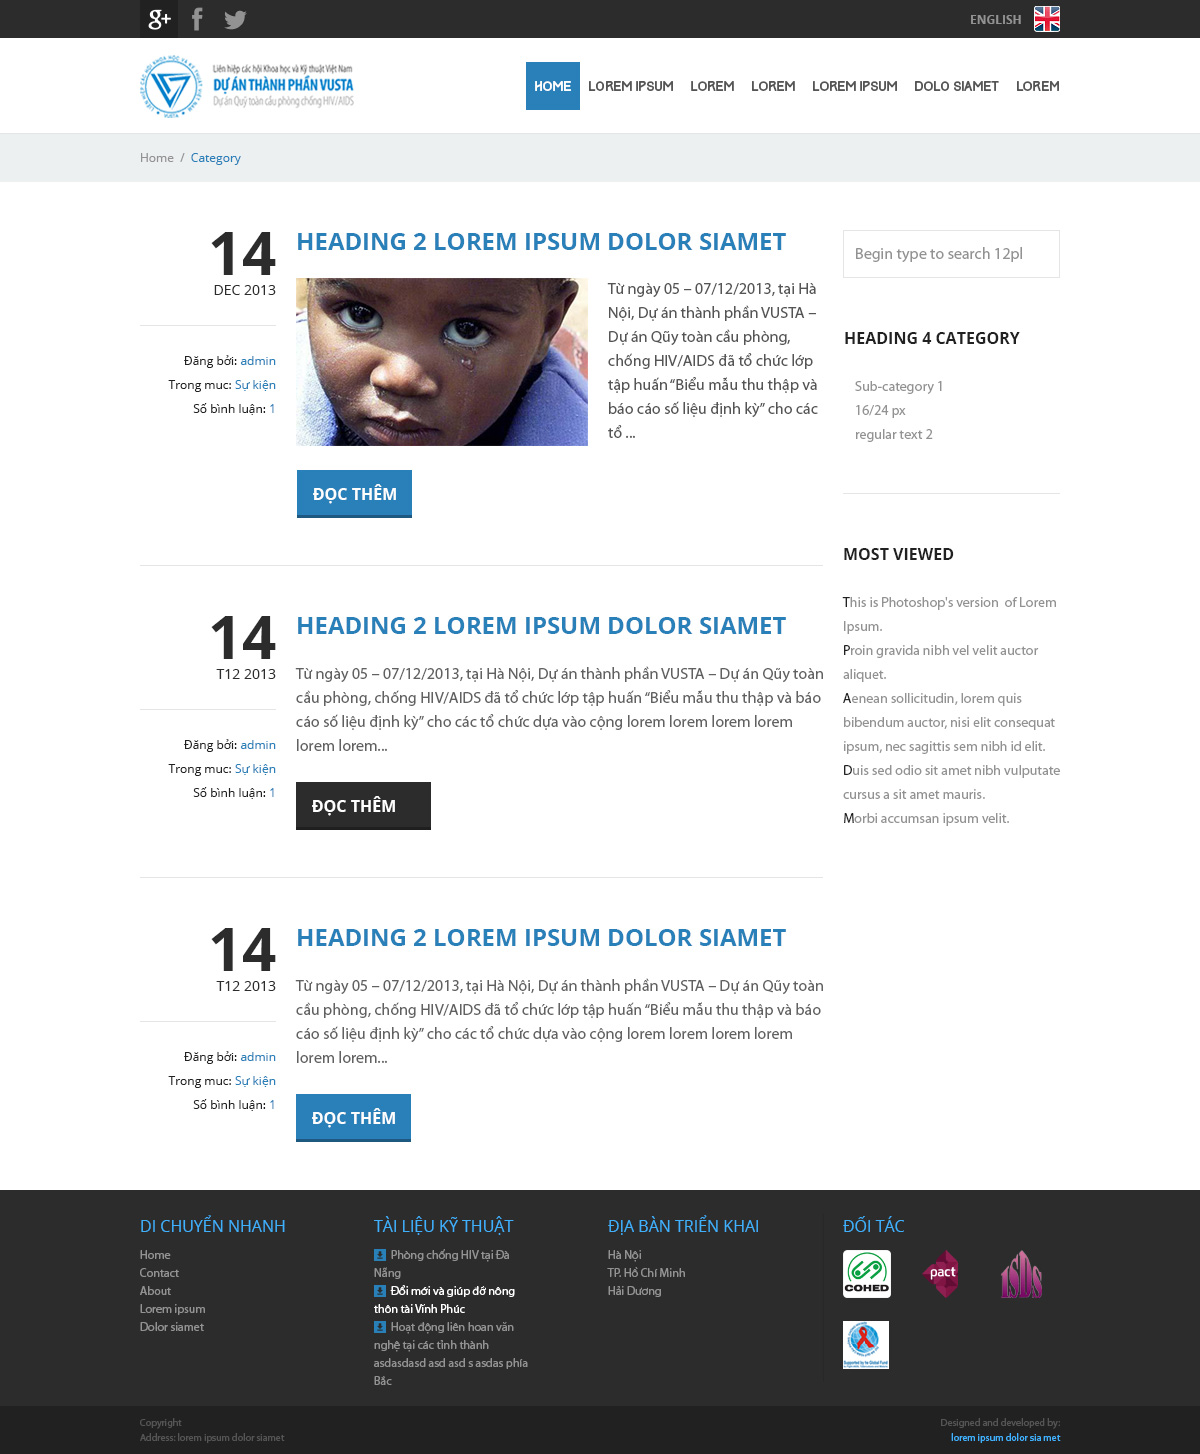 g+ f
ENGLISH
Liên hiệp các hội Khoa học và Kỹ thuật Việt Nam
DỰ ÁN THÀNH PHẦN VUSTA
Dự án Quỹ toàn cầu phòng chống HIV/AIDS
HOME LOREM IPSUM LOREM LOREM LOREM IPSUM DOLO SIAMET LOREM
Home / Category
14
DEC 2013
Đăng bởi: admin
Trong muc: Sự kiện
Số bình luận: 1
HEADING 2 LOREM IPSUM DOLOR SIAMET
Từ ngày 05 – 07/12/2013, tại Hà
Nội, Dự án thành phần VUSTA –
Dự án Qũy toàn cầu phòng,
chống HIV/AIDS đã tổ chức lớp
tập huấn “Biểu mẫu thu thập và
báo cáo số liệu định kỳ” cho các
tổ ...
ĐỌC THÊM
14
T12 2013
Đăng bởi: admin
Trong muc: Sự kiện
Số bình luận: 1
HEADING 2 LOREM IPSUM DOLOR SIAMET
Từ ngày 05 – 07/12/2013, tại Hà Nội, Dự án thành phần VUSTA – Dự án Qũy toàn
cầu phòng, chống HIV/AIDS đã tổ chức lớp tập huấn “Biểu mẫu thu thập và báo
cáo số liệu định kỳ” cho các tổ chức dựa vào cộng lorem lorem lorem lorem
lorem lorem...
ĐỌC THÊM
14
T12 2013
Đăng bởi: admin
Trong muc: Sự kiện
Số bình luận: 1
HEADING 2 LOREM IPSUM DOLOR SIAMET
Từ ngày 05 – 07/12/2013, tại Hà Nội, Dự án thành phần VUSTA – Dự án Qũy toàn
cầu phòng, chống HIV/AIDS đã tổ chức lớp tập huấn “Biểu mẫu thu thập và báo
cáo số liệu định kỳ” cho các tổ chức dựa vào cộng lorem lorem lorem lorem
lorem lorem...
ĐỌC THÊM
Begin type to search 12pl
HEADING 4 CATEGORY
Sub-category 1
16/24 px
regular text 2
MOST VIEWED
This is Photoshop's version of Lorem
Ipsum.
Proin gravida nibh vel velit auctor
aliquet.
Aenean sollicitudin, lorem quis
bibendum auctor, nisi elit consequat
ipsum, nec sagittis sem nibh id elit.
Duis sed odio sit amet nibh vulputate
cursus a sit amet mauris.
Morbi accumsan ipsum velit.
DI CHUYỂN NHANH
Home
Contact
About
Lorem ipsum
Dolor siamet
TÀI LIỆU KỸ THUẬT
Phòng chống HIV tại Đà
Nẵng
Đổi mới và giúp đỡ nông
thôn tài Vính Phúc
Hoạt động liên hoan văn
nghệ tại các tỉnh thành
asdasdasd asd asd s asdas phía
Bắc
ĐỊA BÀN TRIỂN KHAI
Hà Nội
TP. Hồ Chí Minh
Hải Dương
ĐỐI TÁC
COHED
pact
ISDS
Copyright
Address: lorem ipsum dolor siamet
Designed and developed by:
lorem ipsum dolor sia met